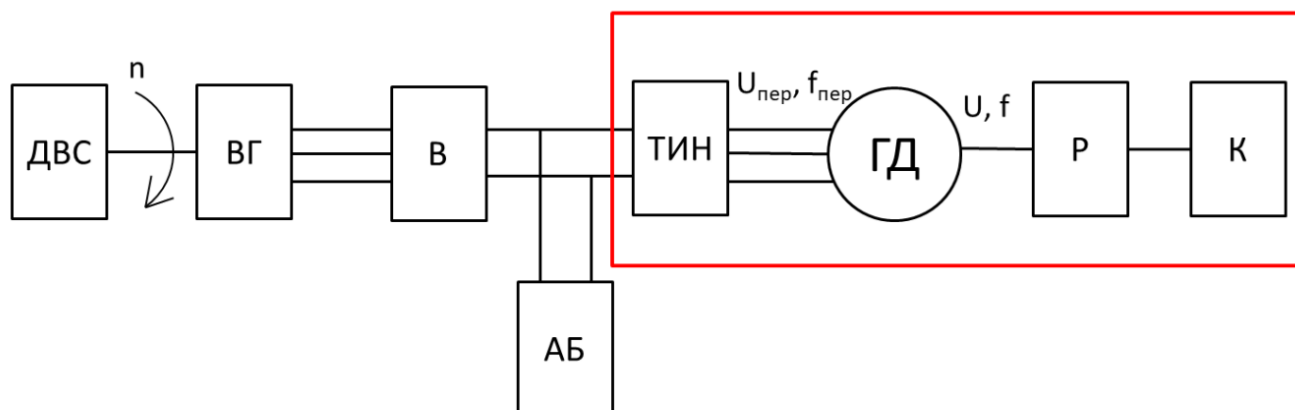 n
Uпер, fпер
U, f
ДВС
ВГ
В
ТИН
ГД
Р
К
АБ